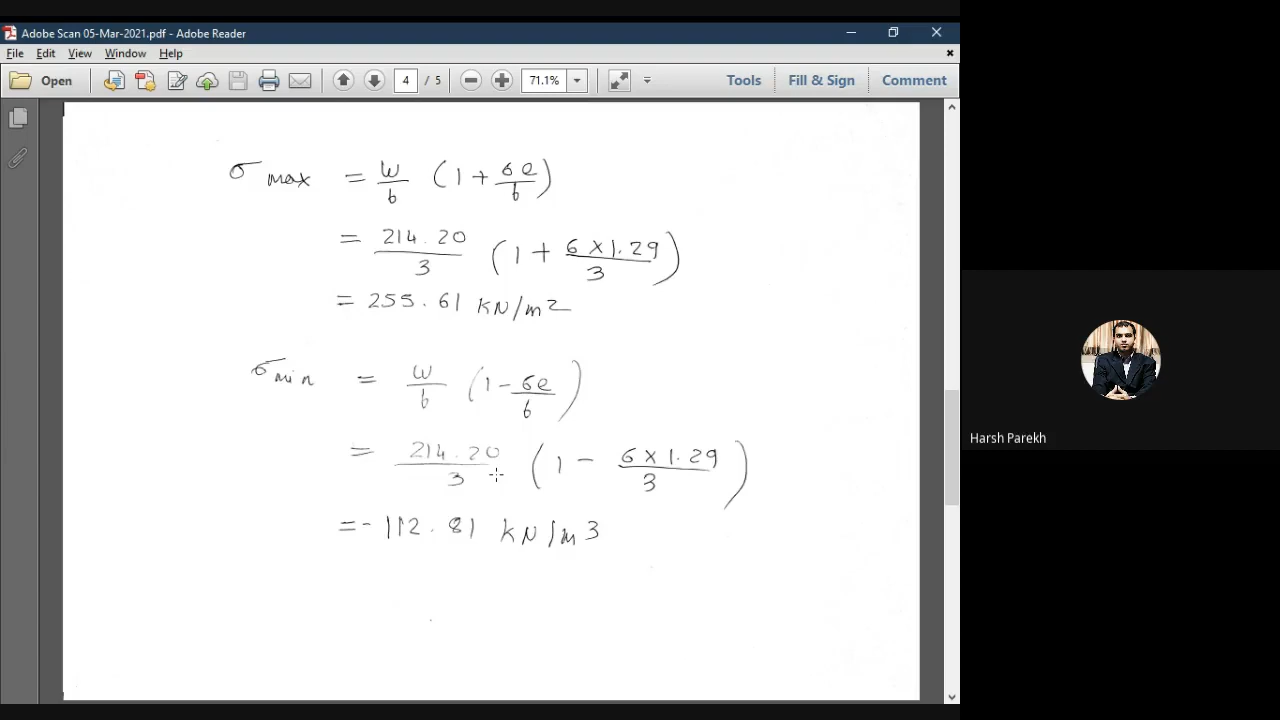 Adobe Scan 05-Mar-2021.pdf - Adobe Reader
File Edit View Window Help
Open 4 / 5 71.1% Tools Fill & Sign Comment
σ max = W/b (1 + 6e/b)
= 214.20/3 (1 + 6 × 1.29/3)
= 255.61 KN/m2
σ min = W/b (1 - 6e/b)
= 214.20/3 (1 - 6 × 1.29/3)
= - 112.81 kN/m3
Harsh Parekh